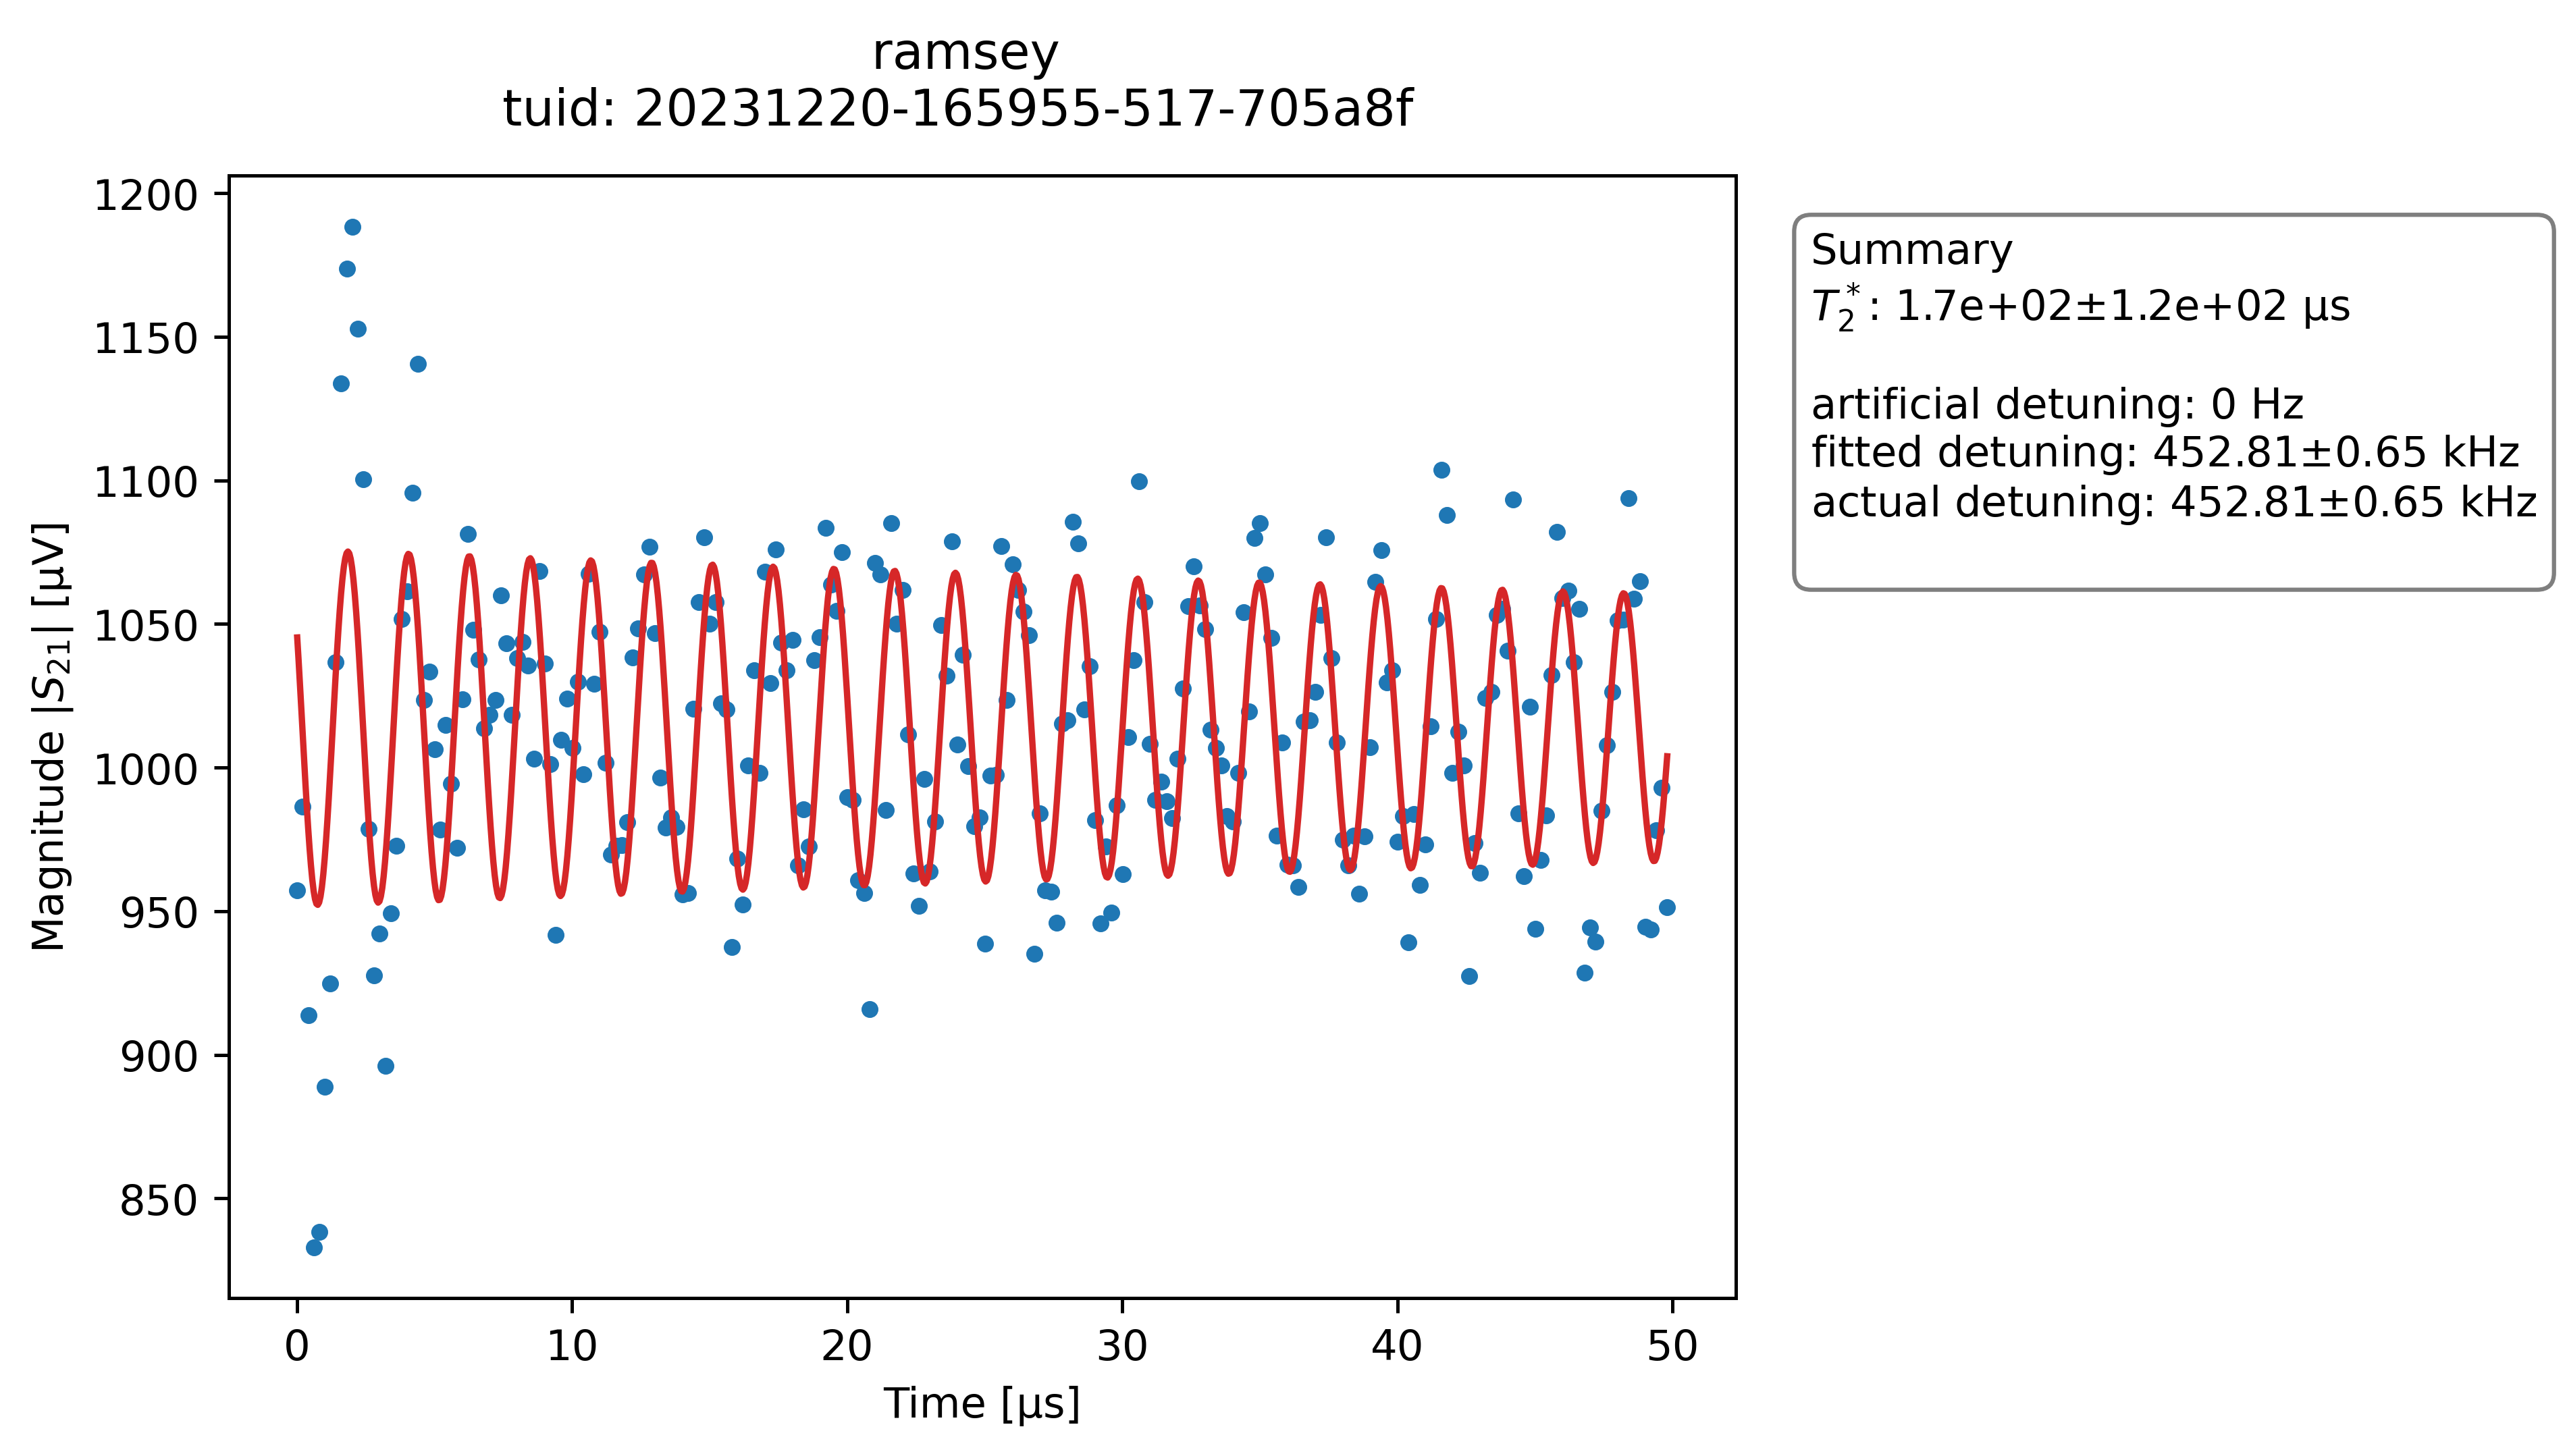 ramsey
tuid: 20231220-165955-517-705a8f
Magnitude |S21| [µV]
1200
1150
1100
1050
1000
950
900
850
0 10 20 30 40 50
Time [µs]
Summary
T2*: 1.7e+02±1.2e+02 µs
artificial detuning: 0 Hz
fitted detuning: 452.81±0.65 kHz
actual detuning: 452.81±0.65 kHz